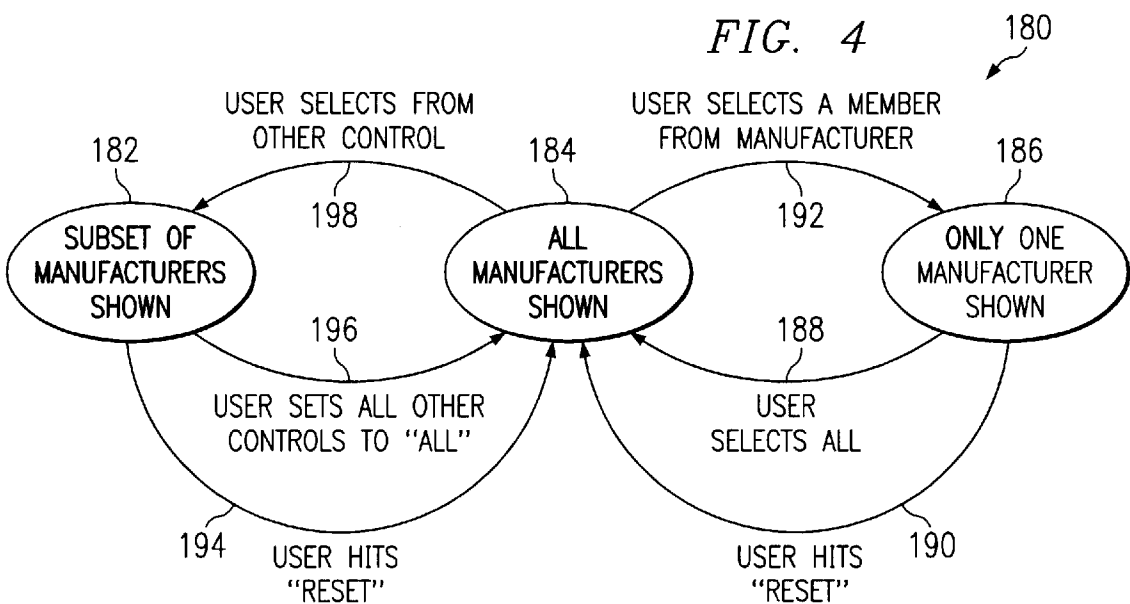 FIG. 4
180
USER SELECTS FROM
OTHER CONTROL
USER SELECTS A MEMBER
FROM MANUFACTURER
182
184
186
198
192
SUBSET OF
MANUFACTURERS
SHOWN
ALL
MANUFACTURERS
SHOWN
ONLY ONE
MANUFACTURER
SHOWN
196
188
USER SETS ALL OTHER
CONTROLS TO “ALL”
USER
SELECTS ALL
194
190
USER HITS
“RESET”
USER HITS
“RESET”